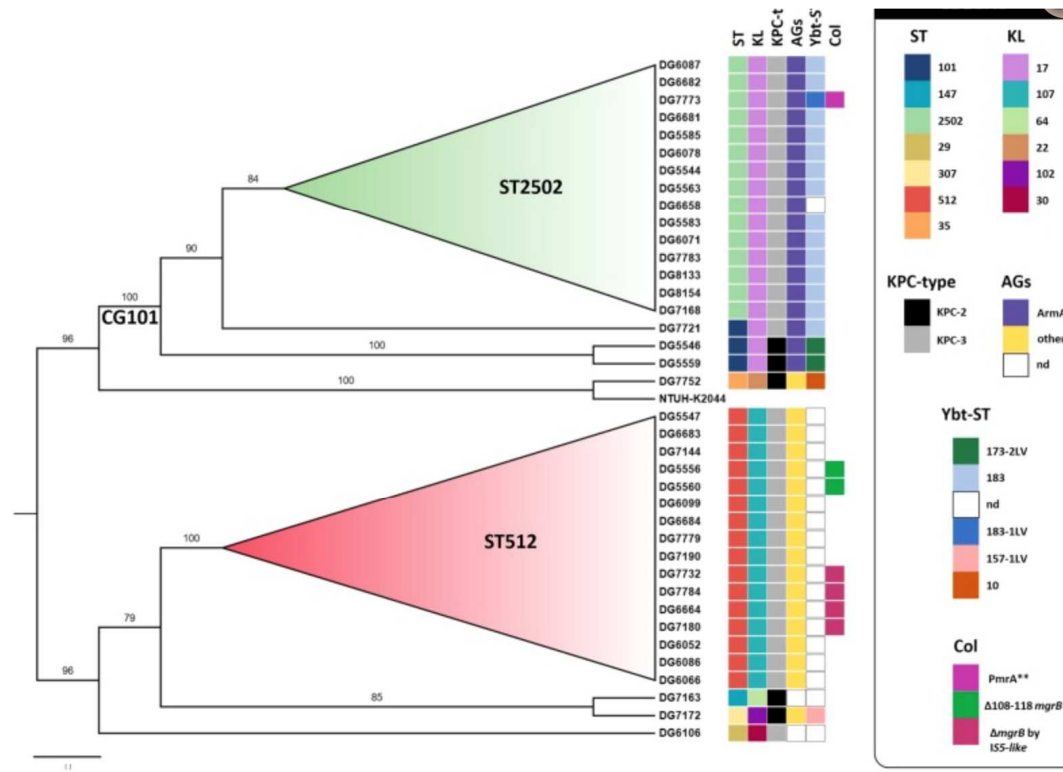 ST KL KPC-t AGs Ybt-S Col
DG6087
DG6682
DG7773
DG6681
DG5585
DG6078
DG5544
DG5563
DG6658
DG5583
DG6071
DG7783
DG8133
DG8154
DG7168
DG7721
DG5546
DG5559
DG7752
NTUH-K2044
DG5547
DG6683
DG7144
DG5556
DG5560
DG6099
DG6684
DG7779
DG7190
DG7732
DG7784
DG6664
DG7180
DG6052
DG6086
DG6066
DG7163
DG7172
DG6106
84
ST2502
90
100
CG101
96
100
100
100
ST512
79
96
85
ST
101
147
2502
29
307
512
35
KL
17
107
64
22
102
30
KPC-type
KPC-2
KPC-3
AGs
ArmA
other
nd
Ybt-ST
173-2LV
183
nd
183-1LV
157-1LV
10
Col
PmrA**
Δ108-118 mgrB
ΔmgrB by
IS5-like